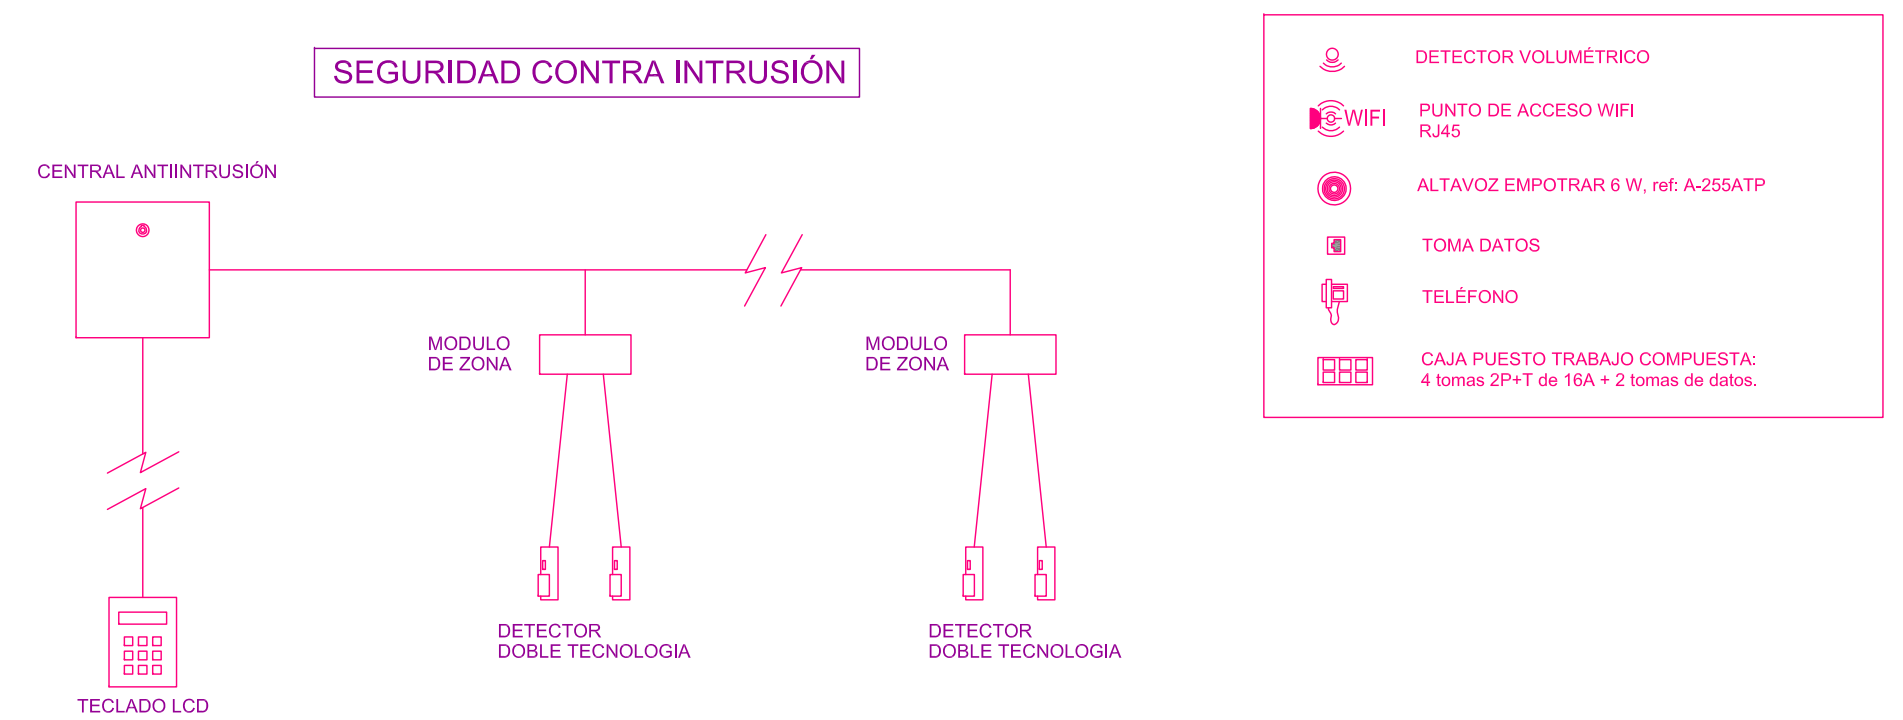 SEGURIDAD CONTRA INTRUSIÓN
CENTRAL ANTIINTRUSIÓN
MODULO
DE ZONA
MODULO
DE ZONA
DETECTOR
DOBLE TECNOLOGIA
DETECTOR
DOBLE TECNOLOGIA
TECLADO LCD
DETECTOR VOLUMÉTRICO
WIFI
PUNTO DE ACCESO WIFI
RJ45
ALTAVOZ EMPOTRAR 6 W, ref: A-255ATP
TOMA DATOS
TELÉFONO
CAJA PUESTO TRABAJO COMPUESTA:
4 tomas 2P+T de 16A + 2 tomas de datos.